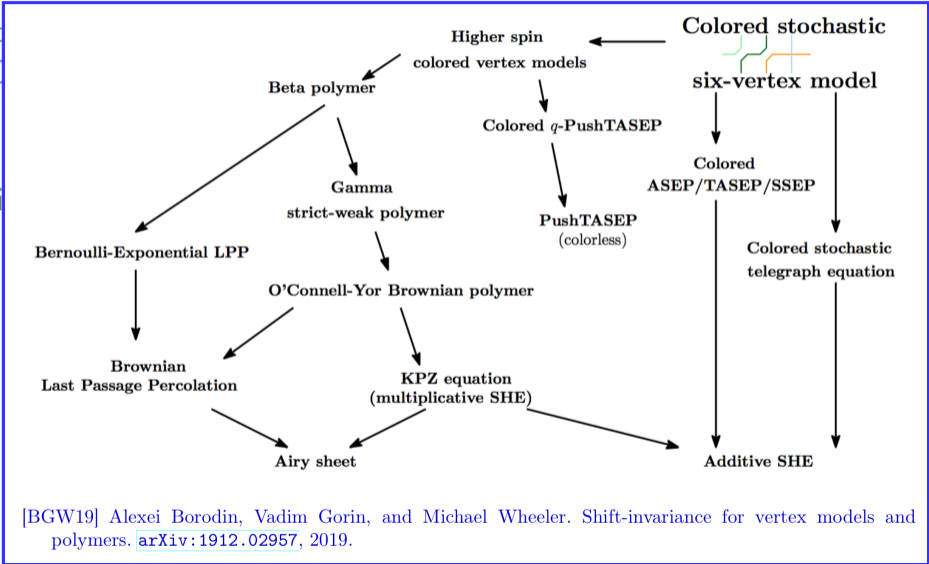 Colored stochastic
six-vertex model
Higher spin
colored vertex models
Beta polymer
Colored q-PushTASEP
Colored
ASEP/TASEP/SSEP
Gamma
strict-weak polymer
PushTASEP
(colorless)
Bernoulli-Exponential LPP
Colored stochastic
telegraph equation
O'Connell-Yor Brownian polymer
Brownian
Last Passage Percolation
KPZ equation
(multiplicative SHE)
Airy sheet
Additive SHE
[BGW19] Alexei Borodin, Vadim Gorin, and Michael Wheeler. Shift-invariance for vertex models and
polymers. arXiv:1912.02957, 2019.